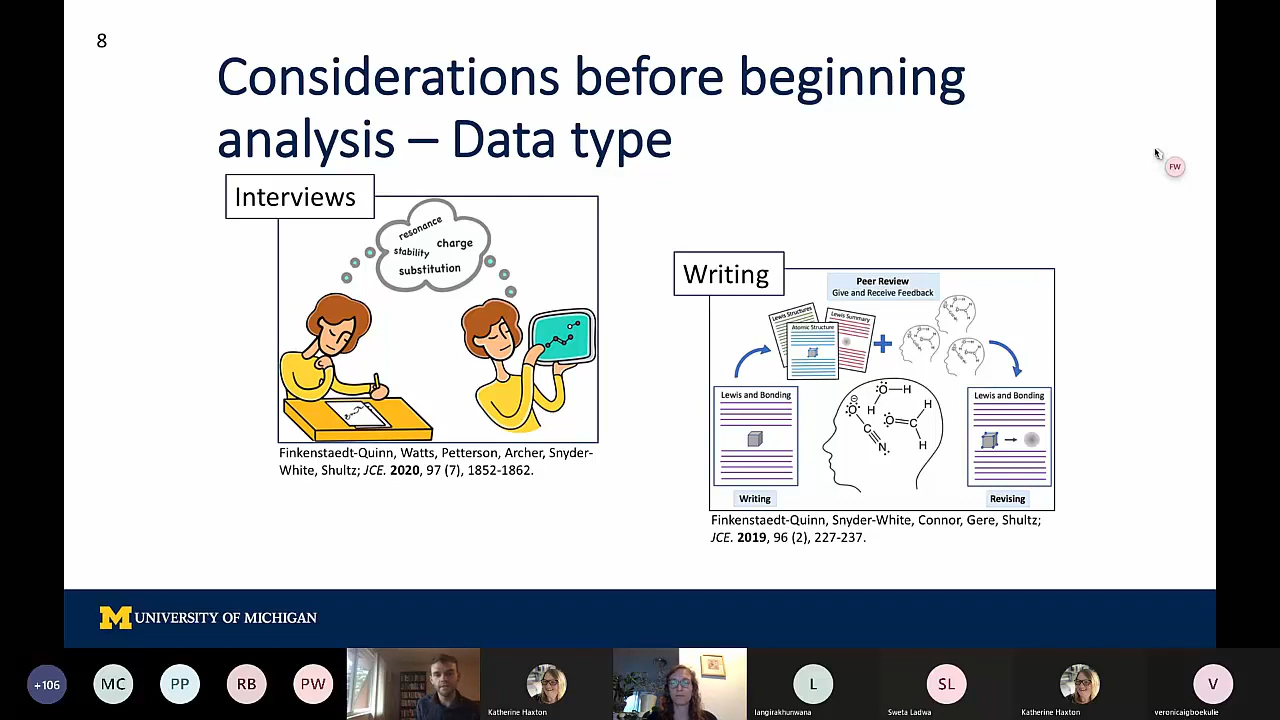 8
Considerations before beginning
analysis – Data type
Interviews
resonance
stability
charge
substitution
Finkenstaedt-Quinn, Watts, Petterson, Archer, Snyder-
White, Shultz; JCE. 2020, 97 (7), 1852-1862.
Writing
Peer Review
Give and Receive Feedback
Lewis Structures
Atomic Structure
Lewis Summary
+
Lewis and Bonding
O—H
H
O=C
H
H
O
C
N
Lewis and Bonding
Writing
Revising
Finkenstaedt-Quinn, Snyder-White, Connor, Gere, Shultz;
JCE. 2019, 96 (2), 227-237.
FW
M UNIVERSITY OF MICHIGAN
+106
MC
PP
RB
PW
Katherine Haxton
L
langirakhunwana
SL
Sweta Ladwa
Katherine Haxton
V
veronicaigboekulie